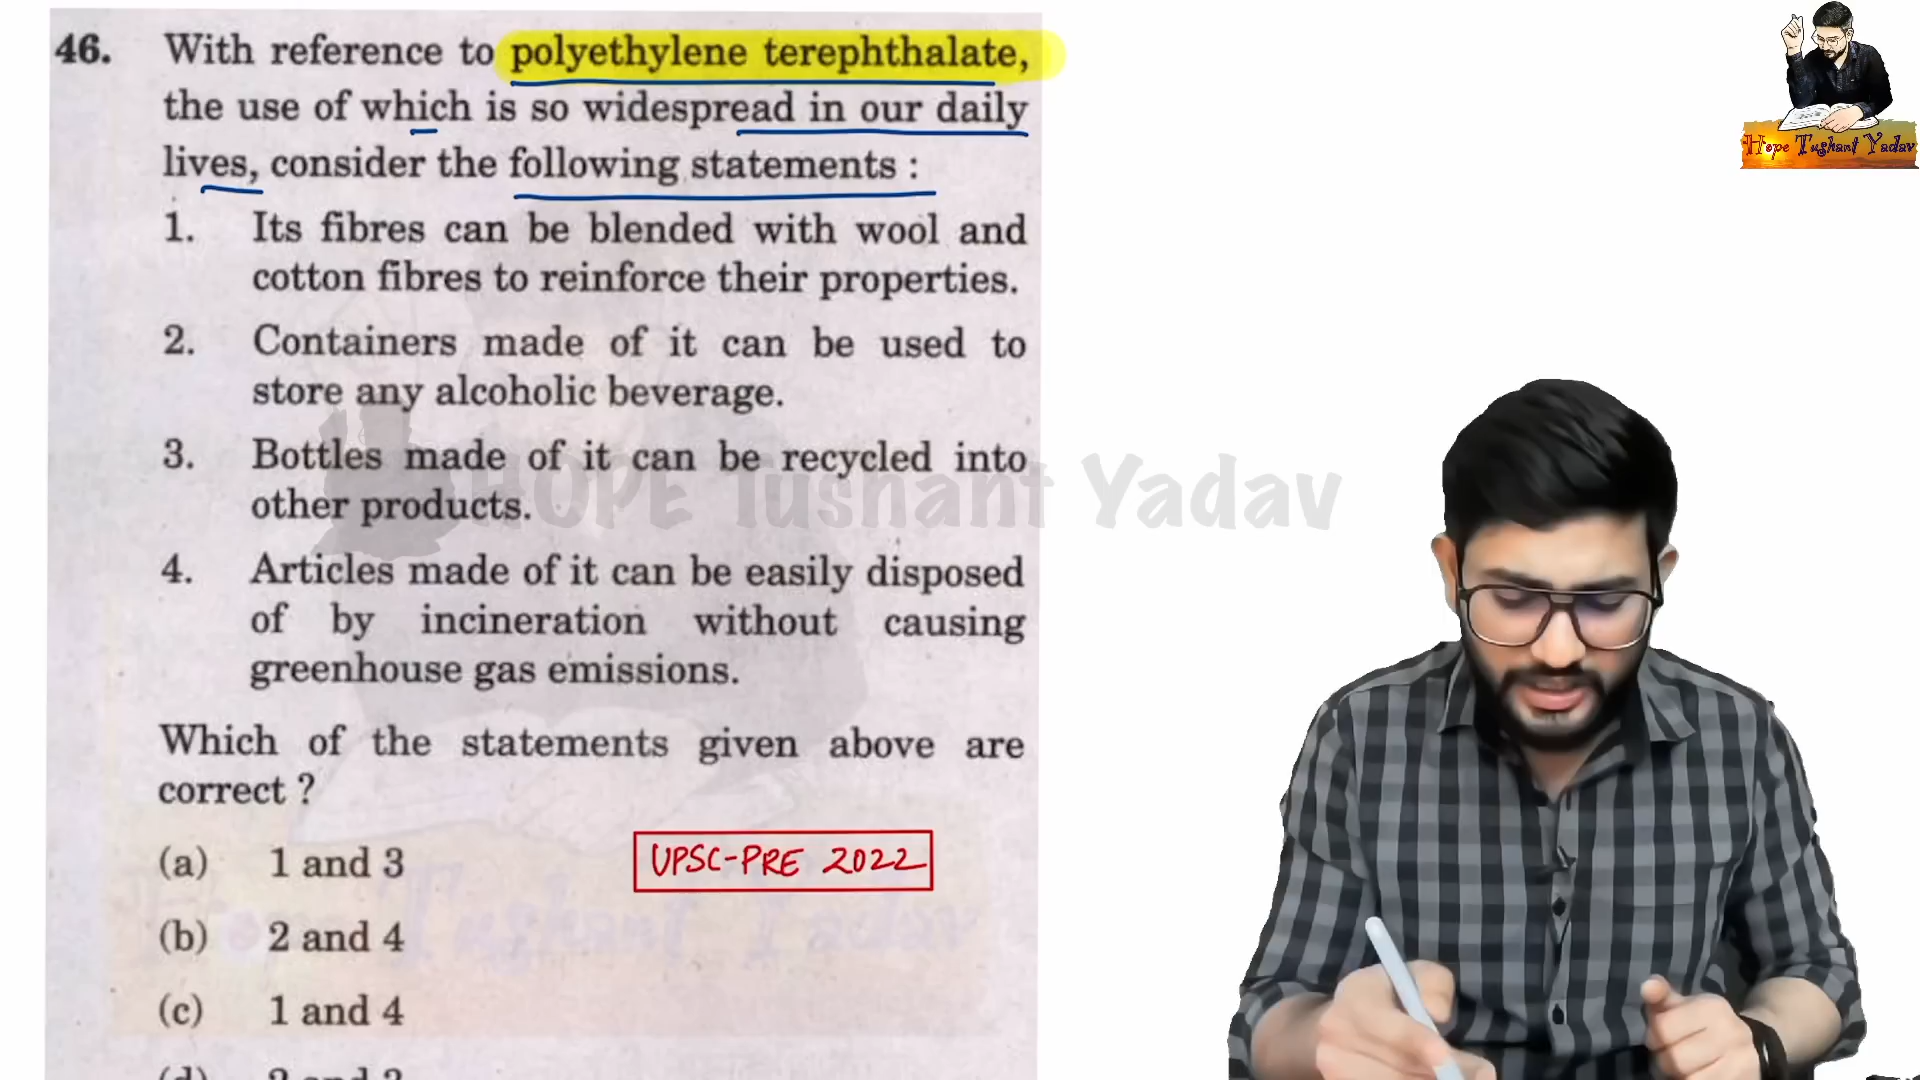 46. With reference to polyethylene terephthalate,
the use of which is so widespread in our daily
lives, consider the following statements :
1. Its fibres can be blended with wool and
cotton fibres to reinforce their properties.
2. Containers made of it can be used to
store any alcoholic beverage.
3. Bottles made of it can be recycled into
other products.
4. Articles made of it can be easily disposed
of by incineration without causing
greenhouse gas emissions.
Which of the statements given above are
correct ?
(a) 1 and 3
UPSC-PRE 2022
(b) 2 and 4
(c) 1 and 4
Hope Tushant Yadav
HOPE Tushant Yadav